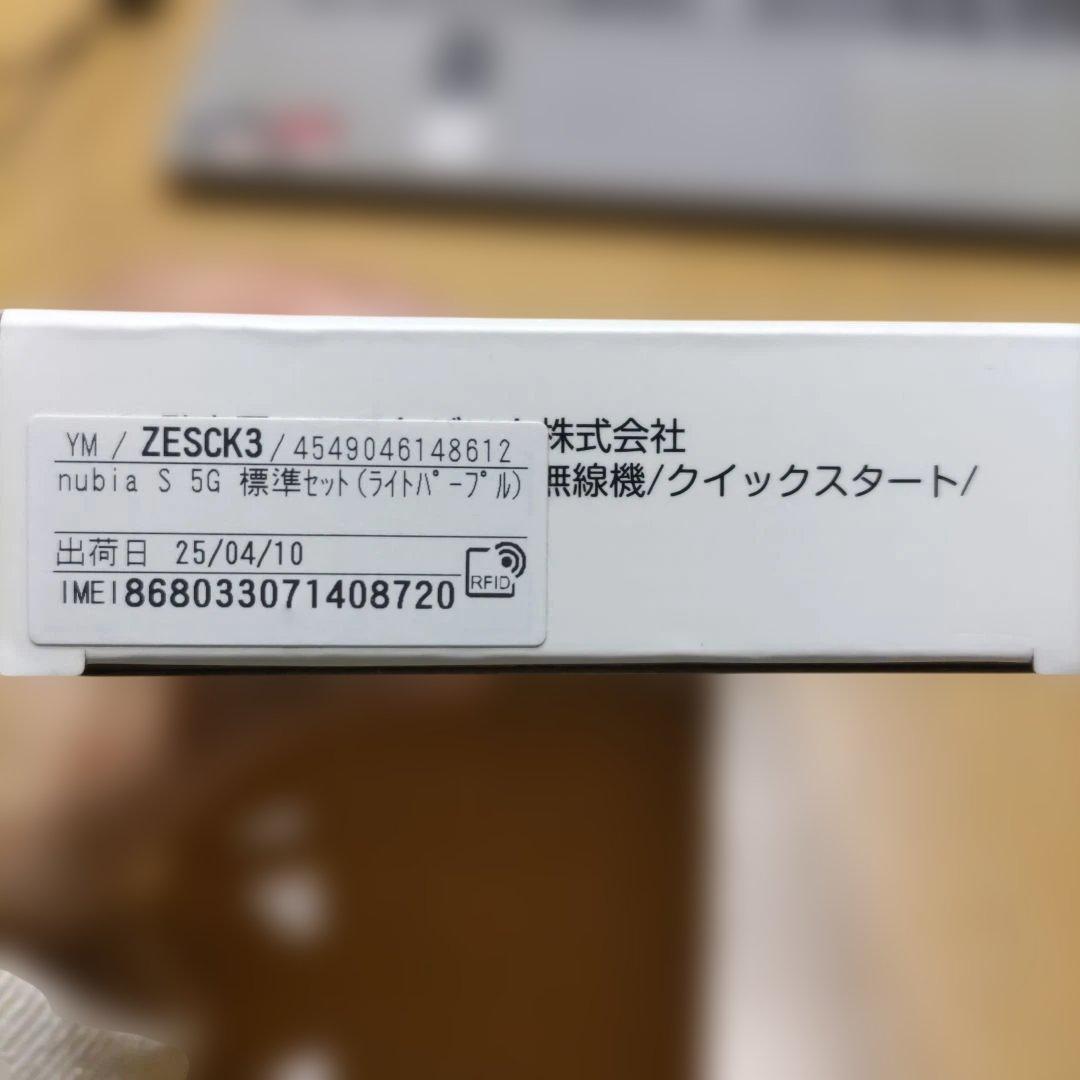 株式会社
無線機/クイックスタート/
YM / ZESCK3 / 4549046148612
nubia S 5G 標準ｾｯﾄ(ﾗｲﾄﾊﾟｰﾌﾟﾙ)
出荷日 25/04/10
IMEI 868033071408720
RFID